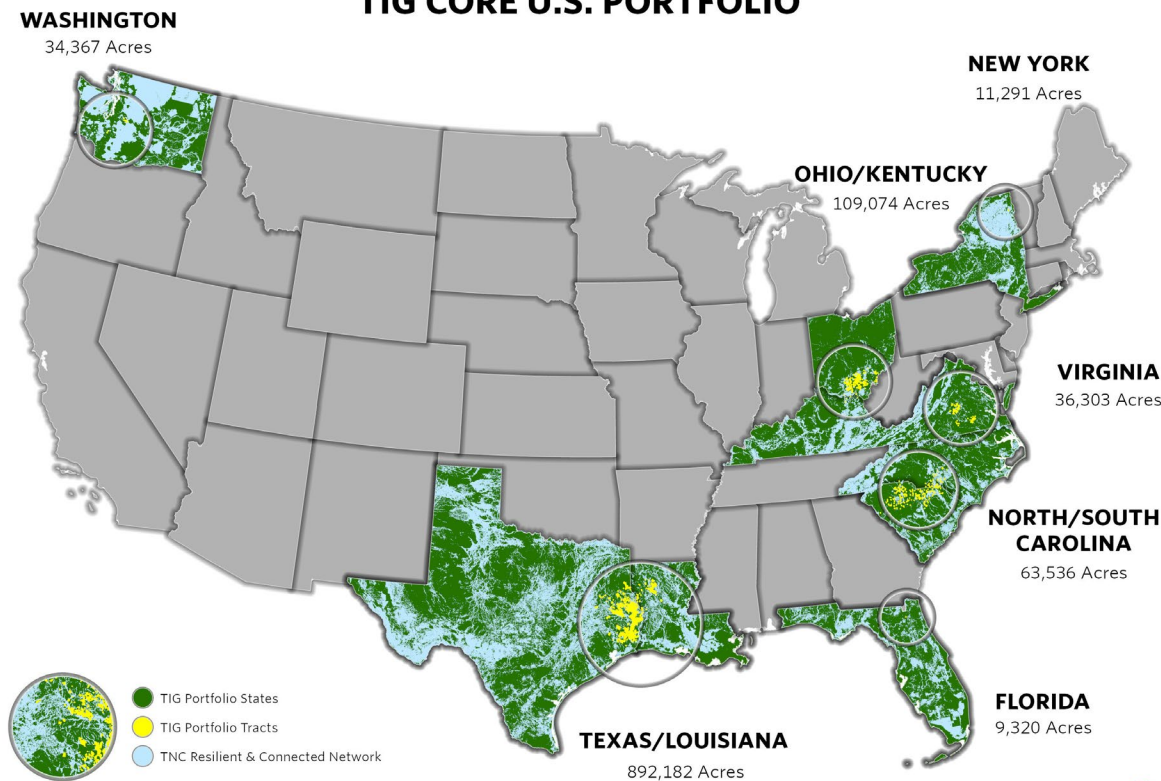 TIG CORE U.S. PORTFOLIO
WASHINGTON
34,367 Acres
NEW YORK
11,291 Acres
OHIO/KENTUCKY
109,074 Acres
VIRGINIA
36,303 Acres
NORTH/SOUTH
CAROLINA
63,536 Acres
FLORIDA
9,320 Acres
TEXAS/LOUISIANA
892,182 Acres
TIG Portfolio States
TIG Portfolio Tracts
TNC Resilient & Connected Network